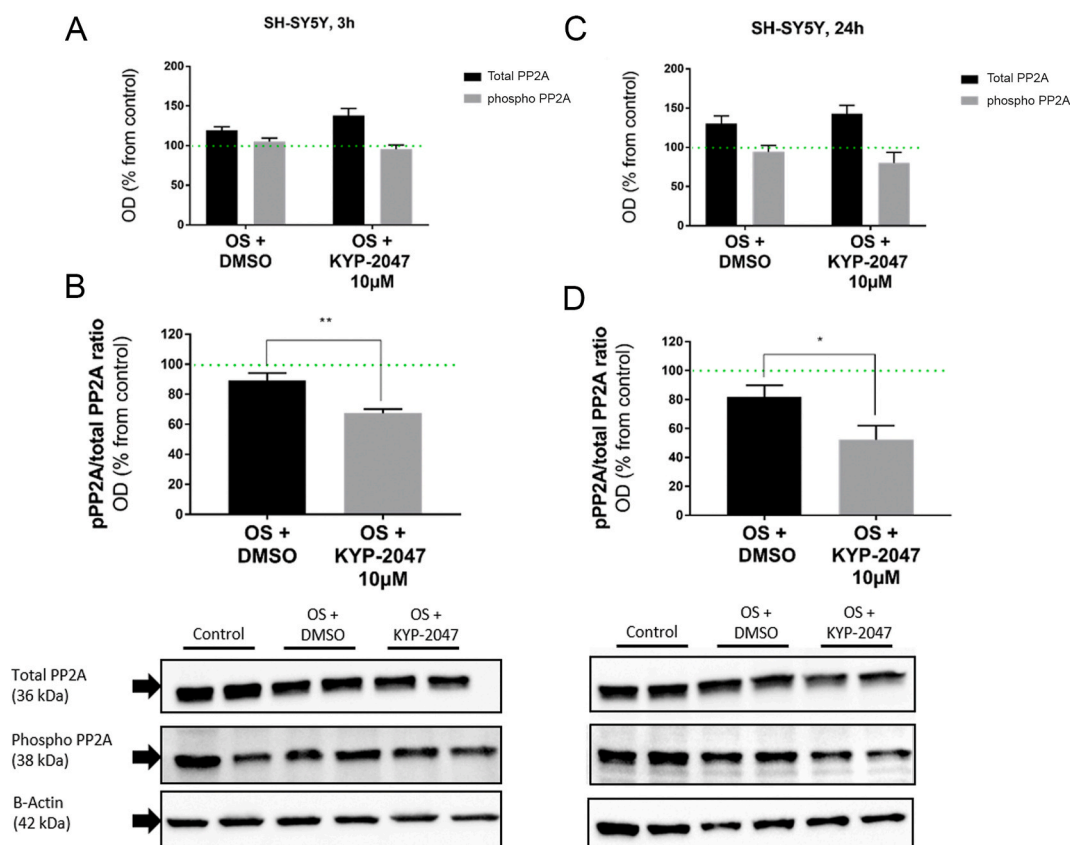 A
SH-SY5Y, 3h
OD (% from control)
200
150
100
50
0
Total PP2A
phospho PP2A
OS +
DMSO
OS +
KYP-2047
10µM
C
SH-SY5Y, 24h
OD (% from control)
200
150
100
50
0
Total PP2A
phospho PP2A
OS +
DMSO
OS +
KYP-2047
10µM
B
pPP2A/total PP2A ratio
OD (% from control)
120
100
80
60
40
20
0
**
OS +
DMSO
OS +
KYP-2047
10µM
D
pPP2A/total PP2A ratio
OD (% from control)
120
100
80
60
40
20
0
*
OS +
DMSO
OS +
KYP-2047
10µM
Control
OS +
DMSO
OS +
KYP-2047
Control
OS +
DMSO
OS +
KYP-2047
Total PP2A
(36 kDa)
Phospho PP2A
(38 kDa)
B-Actin
(42 kDa)